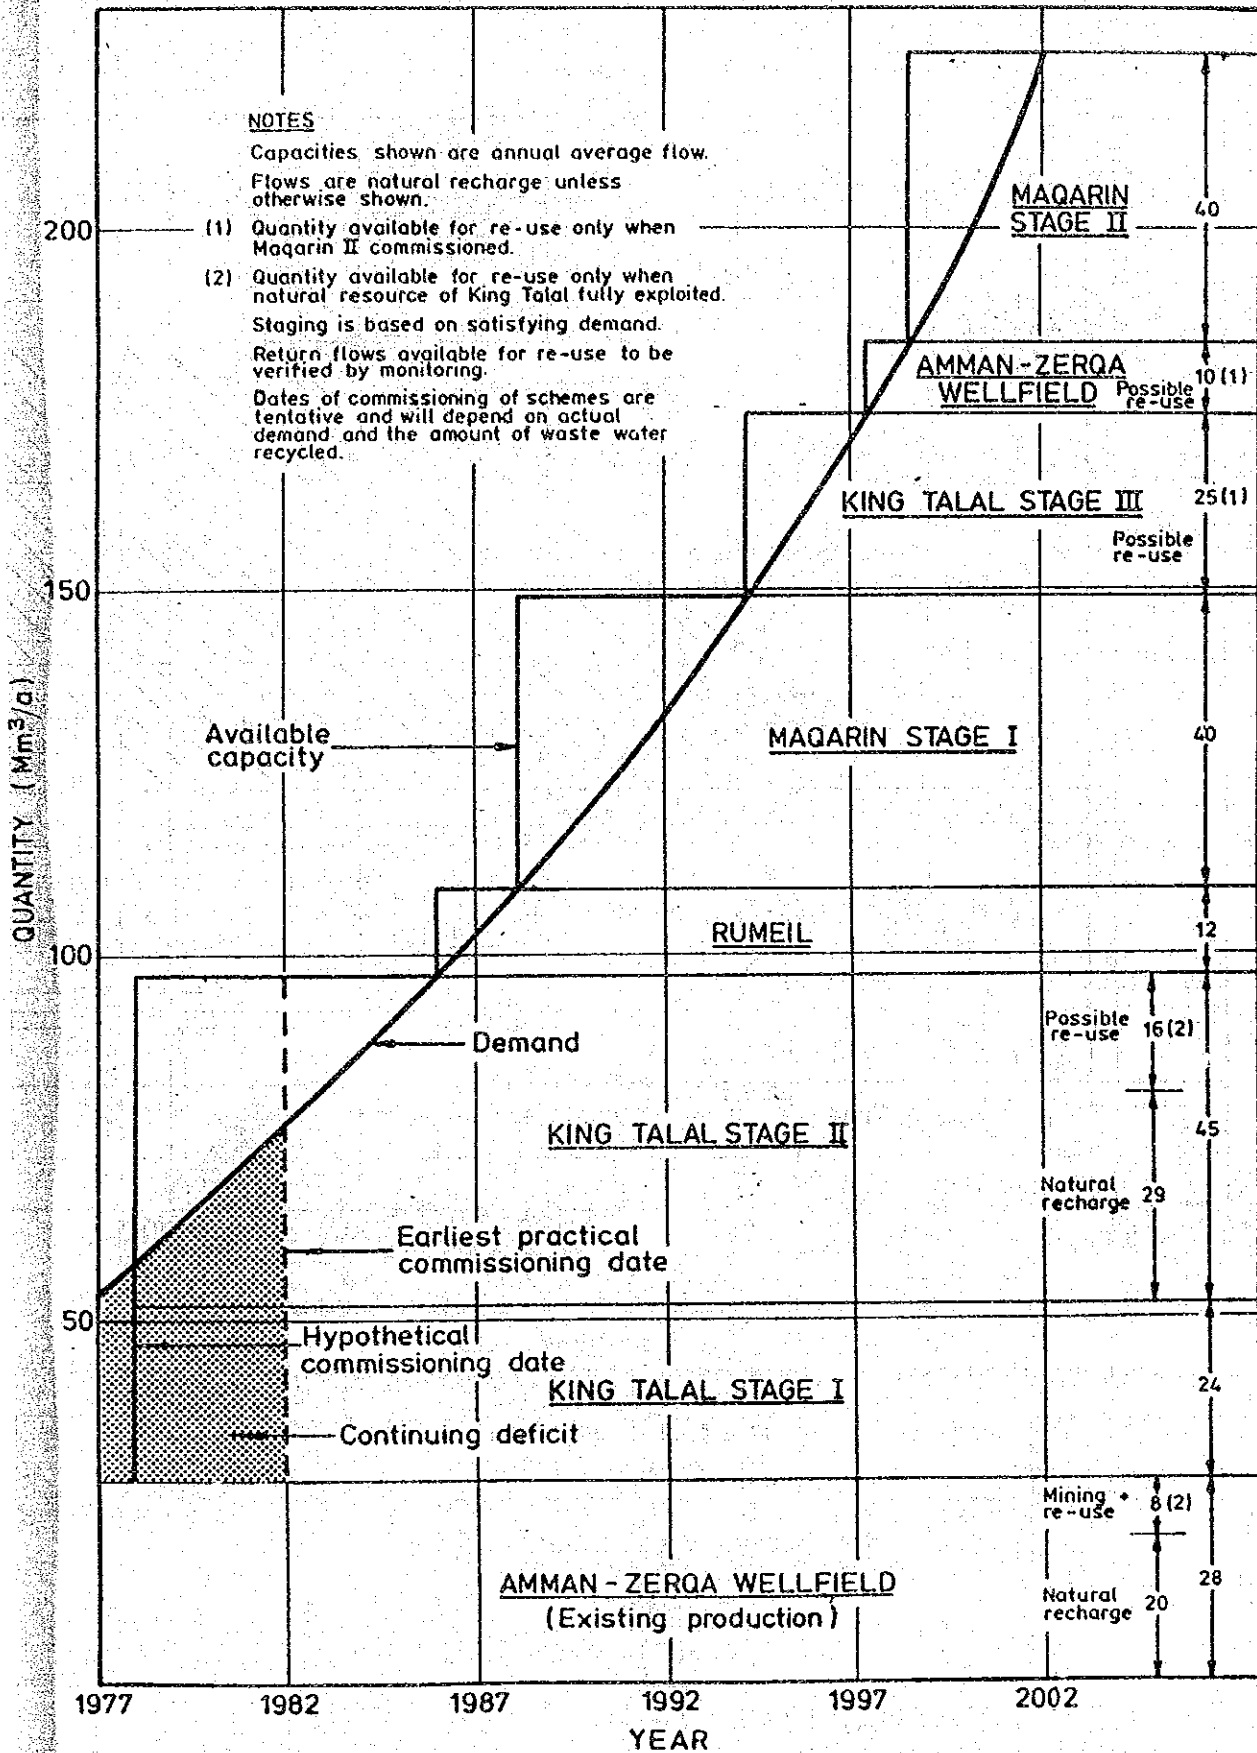 NOTES
Capacities shown are annual average flow.
Flows are natural recharge unless
otherwise shown.
(1) Quantity available for re-use only when
Maqarin II commissioned.
(2) Quantity available for re-use only when
natural resource of King Talal fully exploited.
Staging is based on satisfying demand.
Return flows available for re-use to be
verified by monitoring.
Dates of commissioning of schemes are
tentative and will depend on actual
demand and the amount of waste water
recycled.
MAQARIN
STAGE II
40
200
AMMAN-ZERQA
WELLFIELD
Possible
re-use
10(1)
KING TALAL STAGE III
25(1)
Possible
re-use
150
Available
capacity
MAQARIN STAGE I
40
QUANTITY (Mm³/a)
RUMEIL
12
100
Possible
re-use
16(2)
Demand
KING TALAL STAGE II
45
Natural
recharge
29
Earliest practical
commissioning date
50
Hypothetical
commissioning date
KING TALAL STAGE I
24
Continuing deficit
Mining +
re-use
8(2)
AMMAN-ZERQA WELLFIELD
(Existing production)
28
Natural
recharge
20
1977 1982 1987 1992 1997 2002
YEAR